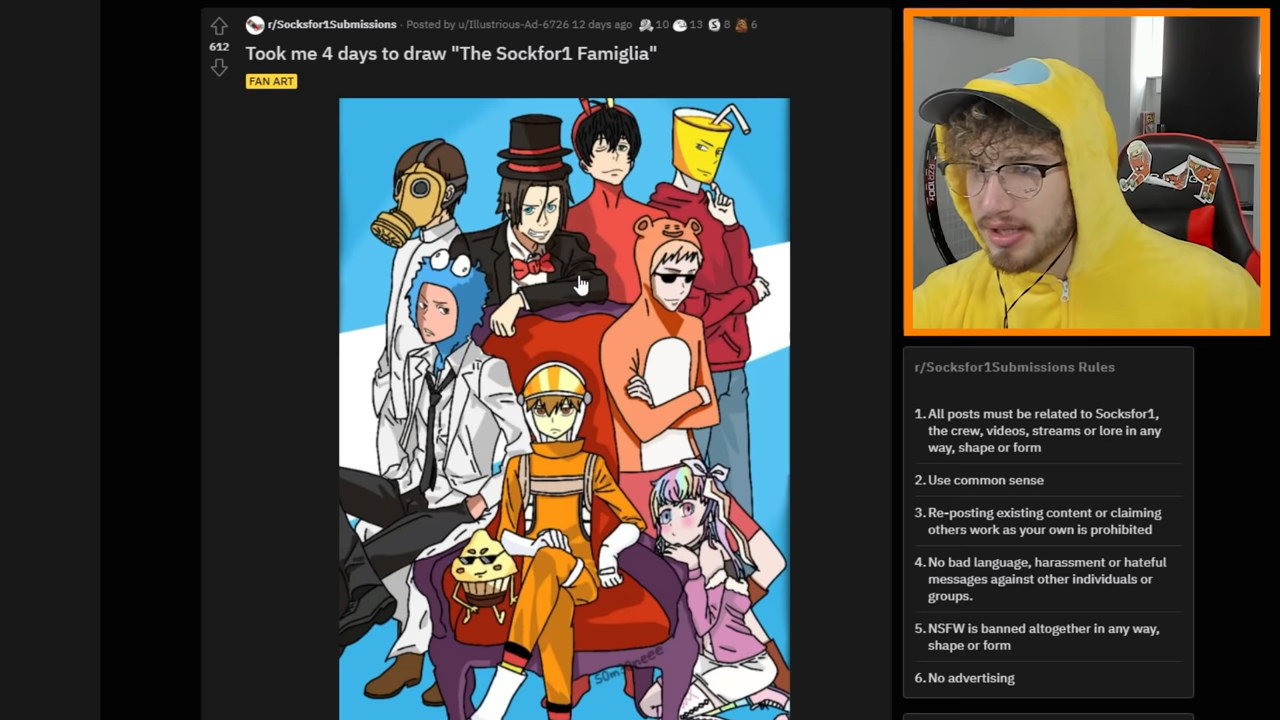 r/Socksfor1Submissions · Posted by u/Illustrious-Ad-6726 12 days ago 10 13 8 6
612
Took me 4 days to draw "The Sockfor1 Famiglia"
FAN ART
r/Socksfor1Submissions Rules
1. All posts must be related to Socksfor1,
the crew, videos, streams or lore in any
way, shape or form
2. Use common sense
3. Re-posting existing content or claiming
others work as your own is prohibited
4. No bad language, harassment or hateful
messages against other individuals or
groups.
5. NSFW is banned altogether in any way,
shape or form
6. No advertising